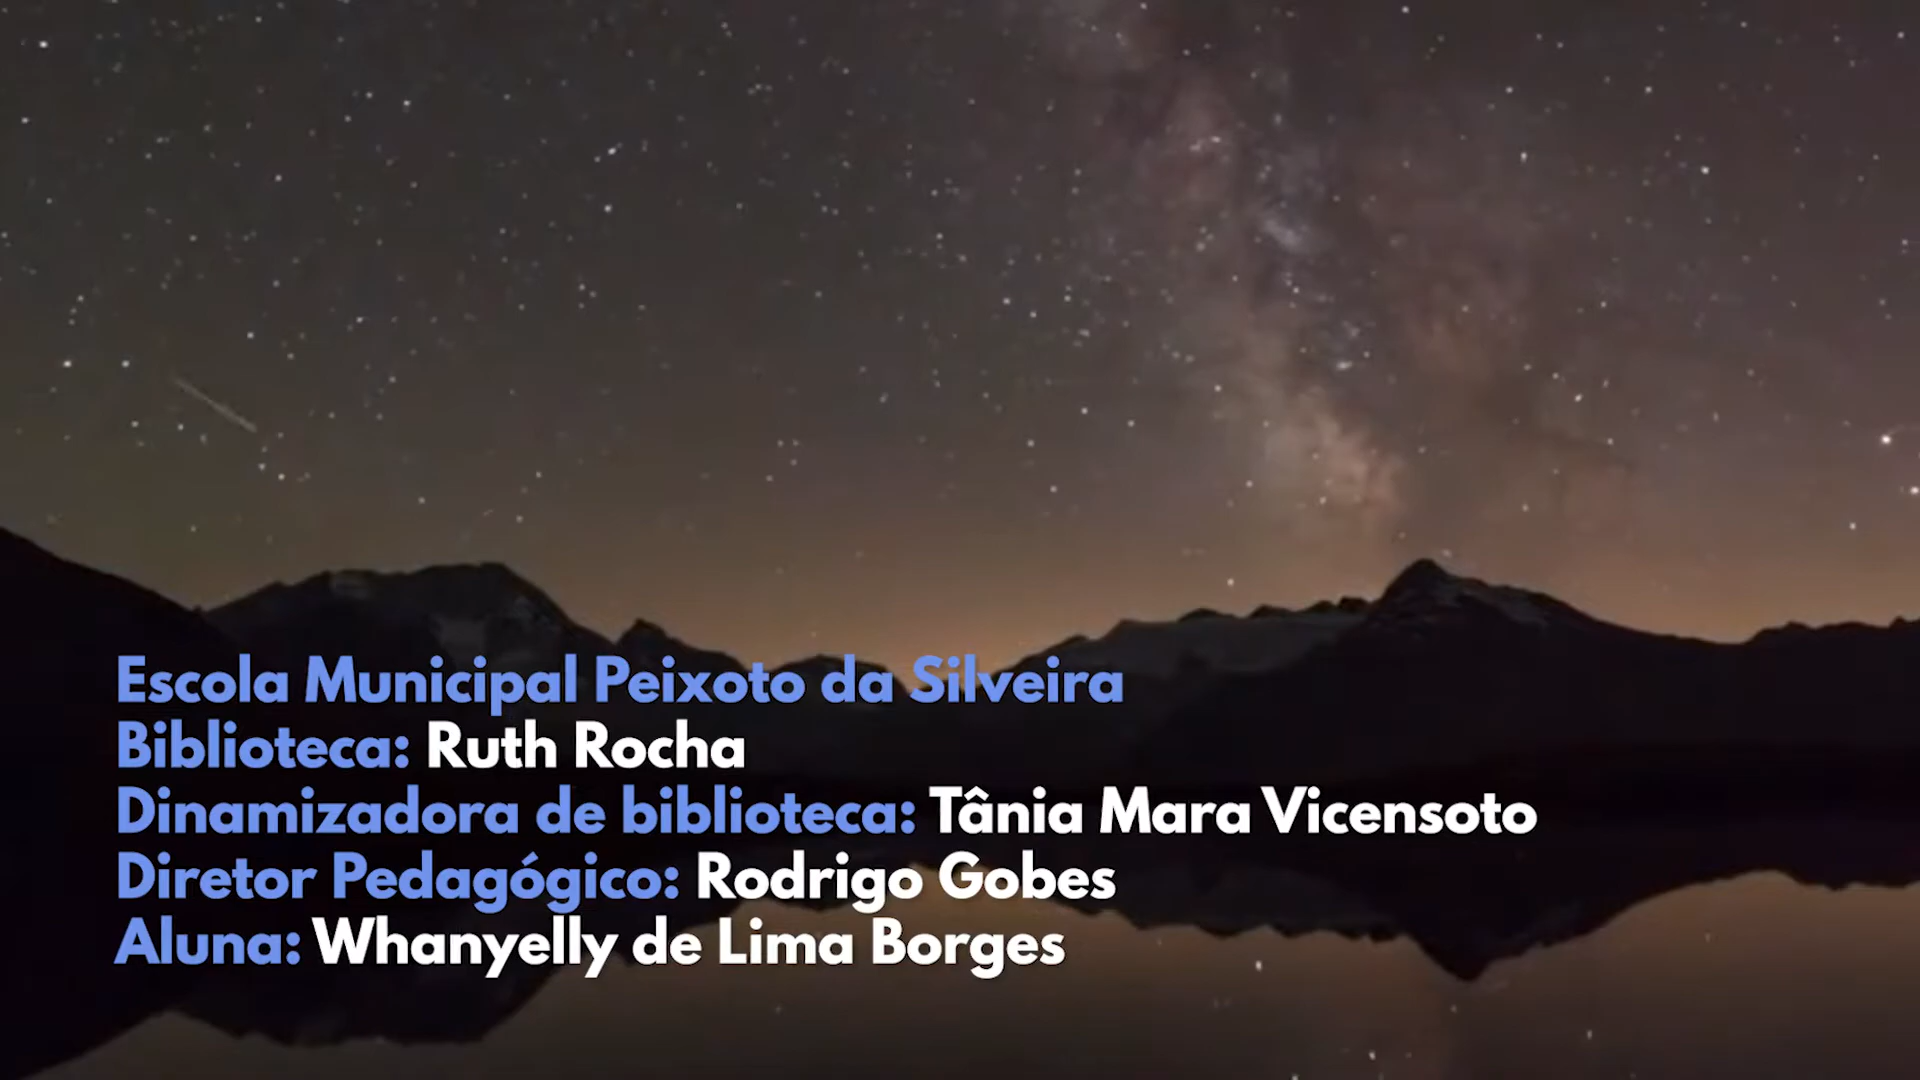 Escola Municipal Peixoto da Silveira
Biblioteca: Ruth Rocha
Dinamizadora de biblioteca: Tânia Mara Vicensoto
Diretor Pedagógico: Rodrigo Gobes
Aluna: Whanyelly de Lima Borges